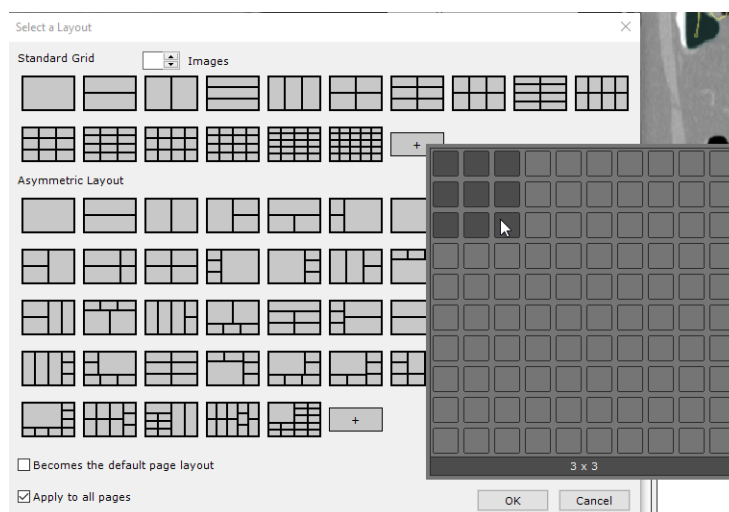 Select a Layout
Standard Grid
Images
+
Asymmetric Layout
+
3 x 3
Becomes the default page layout
Apply to all pages
OK
Cancel